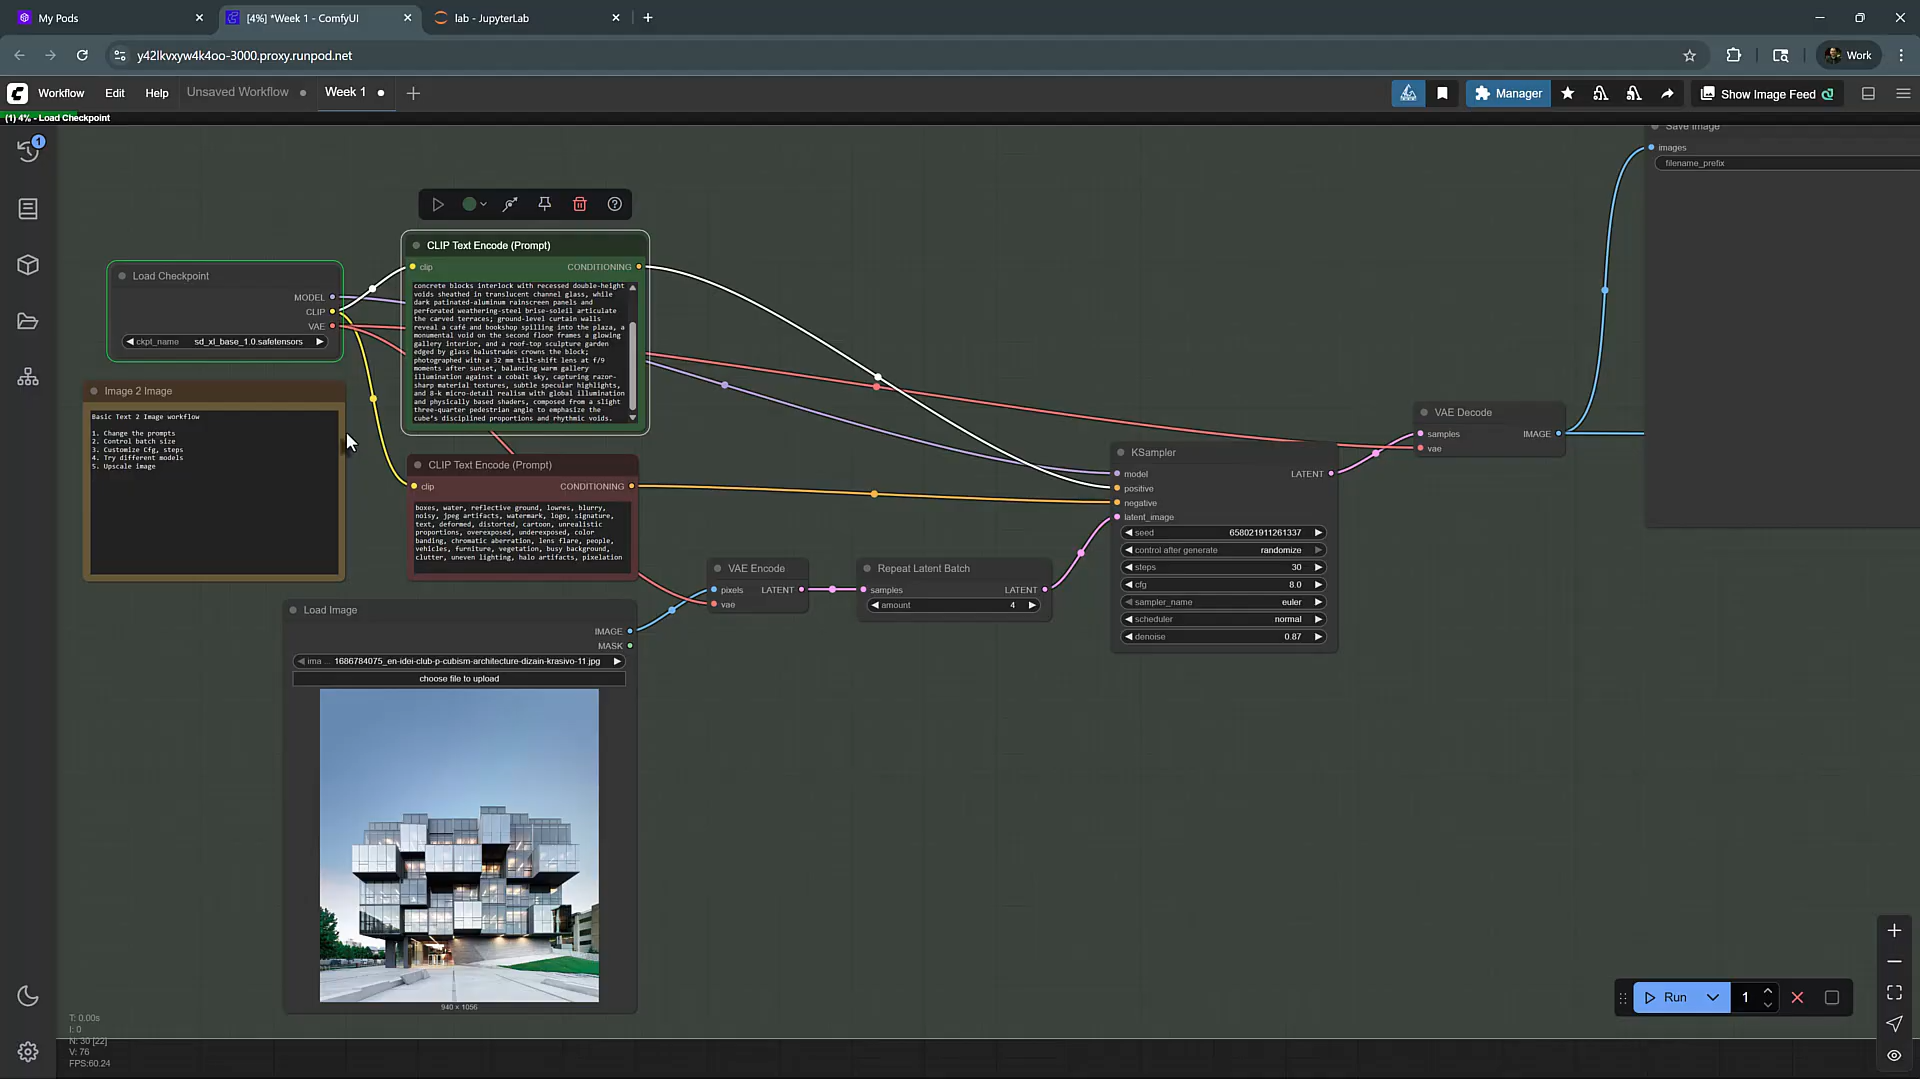 My Pods
[4%] *Week 1 - ComfyUI
lab - JupyterLab
y42lkvxyw4k4oo-3000.proxy.runpod.net
Work
Workflow
Edit
Help
Unsaved Workflow
Week 1
Manager
Show Image Feed
(1) 4% - Load Checkpoint
1
Save Image
images
filename_prefix
CLIP Text Encode (Prompt)
clip
CONDITIONING
concrete blocks interlock with recessed double-height
voids sheathed in translucent channel glass, while
dark patinated-aluminum rainscreen panels and
perforated weathering-steel brise-soleil articulate
the carved terraces; ground-level curtain walls
reveal a café and bookshop spilling into the plaza, a
monumental void on the second floor frames a glowing
gallery interior, and a roof-top sculpture garden
edged by glass balustrades crowns the block;
photographed with a 32 mm tilt-shift lens at f/9
moments after sunset, balancing warm gallery
illumination against a cobalt sky, capturing razor-
sharp material textures, subtle specular highlights,
and 8-k micro-detail realism with global illumination
and physically based shaders, composed from a slight
three-quarter pedestrian angle to emphasize the
cube's disciplined proportions and rhythmic voids.
Load Checkpoint
MODEL
CLIP
VAE
ckpt_name sd_xl_base_1.0.safetensors
Image 2 Image
Basic Text 2 Image workflow
1. Change the prompts
2. Control batch size
3. Customize Cfg, steps
4. Try different models
5. Upscale image
CLIP Text Encode (Prompt)
clip
CONDITIONING
boxes, water, reflective ground, lowres, blurry,
noisy, jpeg artifacts, watermark, logo, signature,
text, deformed, distorted, cartoon, unrealistic
proportions, overexposed, underexposed, color
banding, chromatic aberration, lens flare, people,
vehicles, furniture, vegetation, busy background,
clutter, uneven lighting, halo artifacts, pixelation
VAE Decode
samples
IMAGE
vae
KSampler
model
LATENT
positive
negative
latent_image
seed 658021911261337
control after generate randomize
steps 30
cfg 8.0
sampler_name euler
scheduler normal
denoise 0.87
VAE Encode
pixels
LATENT
vae
Repeat Latent Batch
samples
LATENT
amount 4
Load Image
IMAGE
MASK
ima ... 1686784075_en-idei-club-p-cubism-architecture-dizain-krasivo-11.jpg
choose file to upload
940 × 1056
Run
1
T: 0.00s
I: 0
N: 30 [22]
V: 76
FPS:60.24